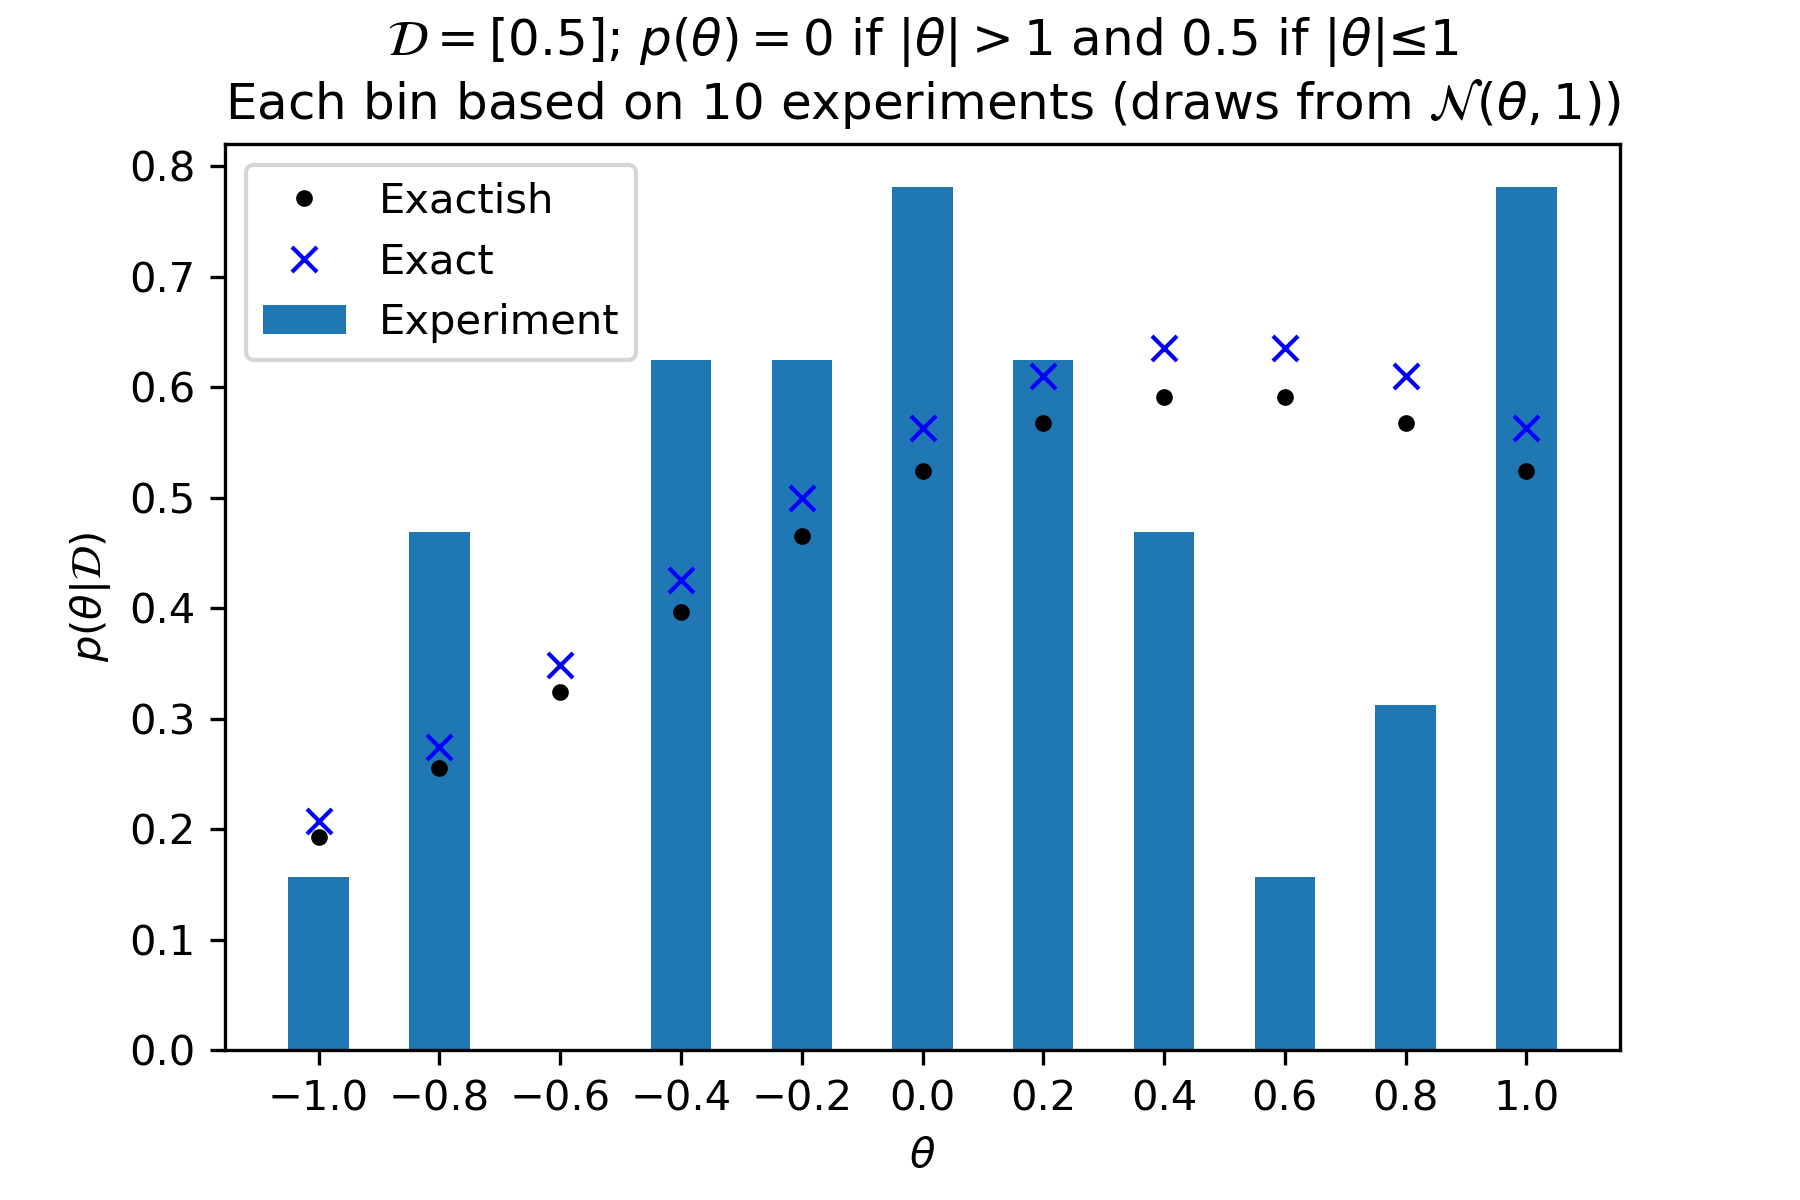 𝒟 = [0.5]; p(θ) = 0 if |θ| > 1 and 0.5 if |θ|≤1
Each bin based on 10 experiments (draws from 𝒩(θ, 1))
Exactish
Exact
Experiment
0.8
0.7
0.6
0.5
0.4
0.3
0.2
0.1
0.0
p(θ|𝒟)
−1.0 −0.8 −0.6 −0.4 −0.2 0.0 0.2 0.4 0.6 0.8 1.0
θ